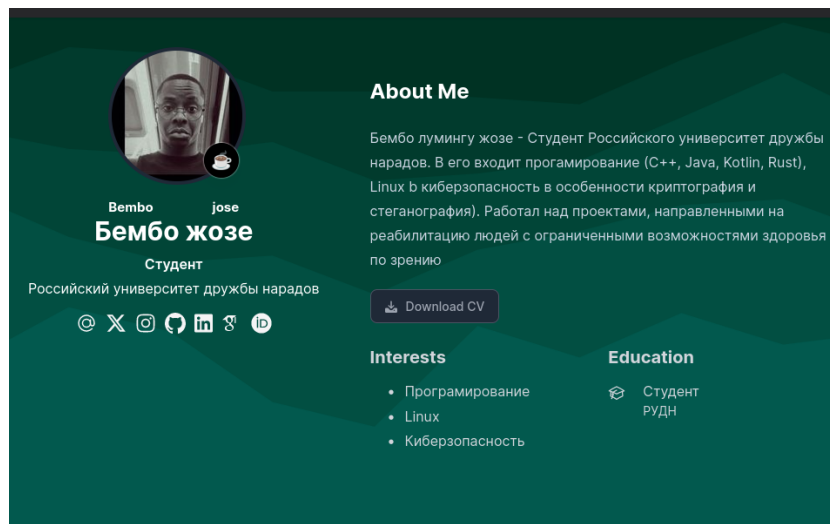 Bembo jose
Бембо жозе
Студент
Российский университет дружбы нарадов
About Me
Бембо лумингу жозе - Студент Российского университет дружбы
нарадов. В его входит прогамирование (C++, Java, Kotlin, Rust),
Linux b киберзопасность в особенности криптография и
стеганография). Работал над проектами, направленными на
реабилитацию людей с ограниченными возможностями здоровья
по зрению
Download CV
Interests
Програмирование
Linux
Киберзопасность
Education
Студент
РУДН